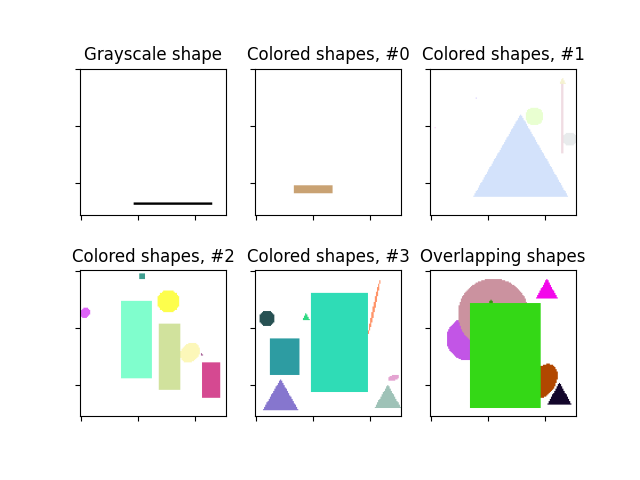 Grayscale shape
Colored shapes, #0
Colored shapes, #1
Colored shapes, #2
Colored shapes, #3
Overlapping shapes